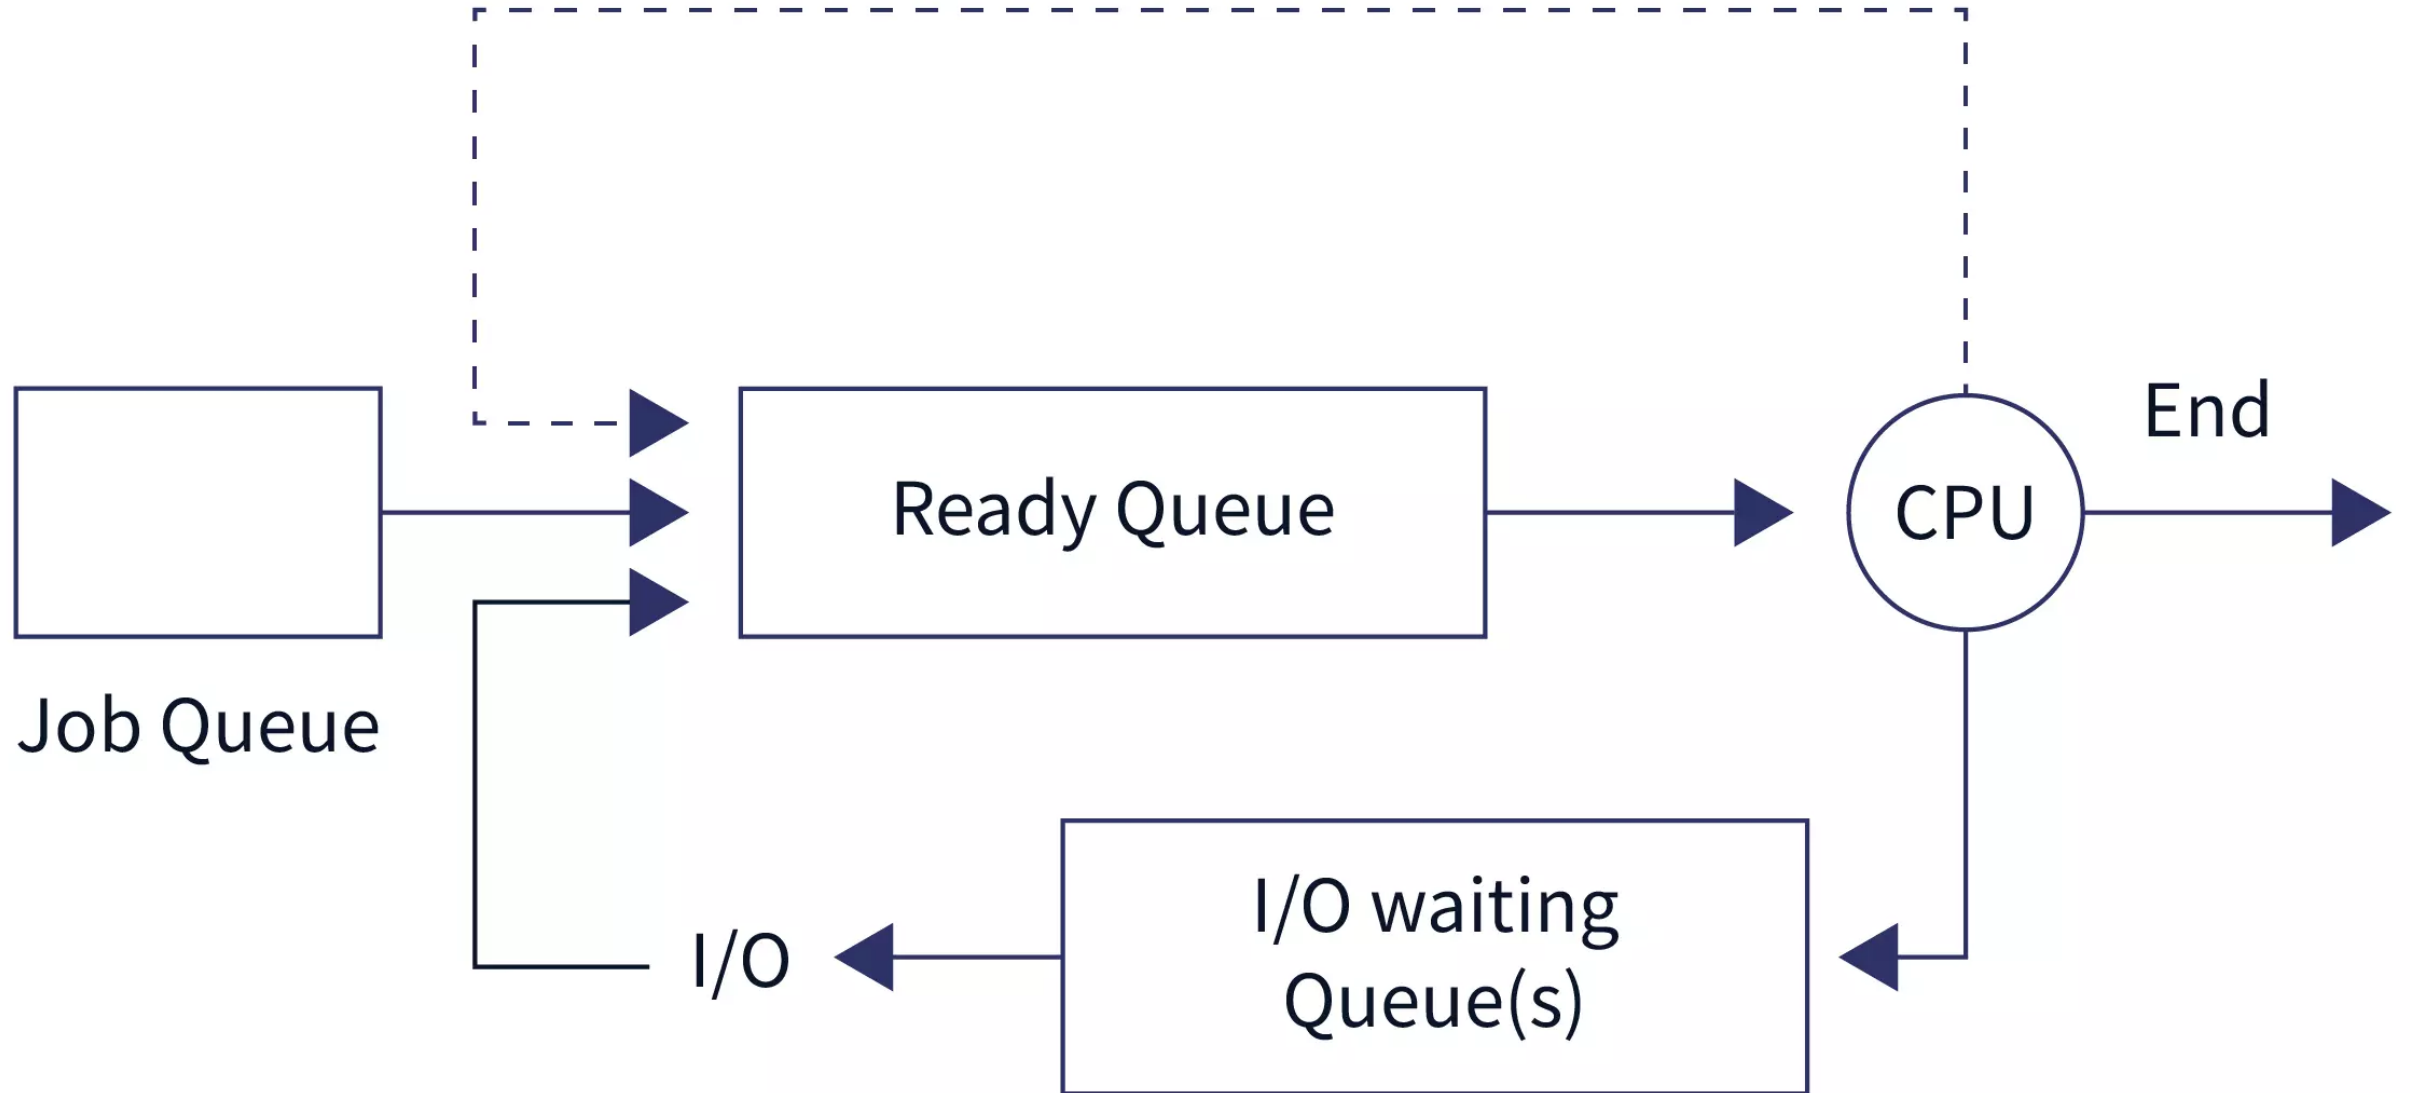 End
Ready Queue
CPU
Job Queue
I/O waiting
Queue(s)
I/O